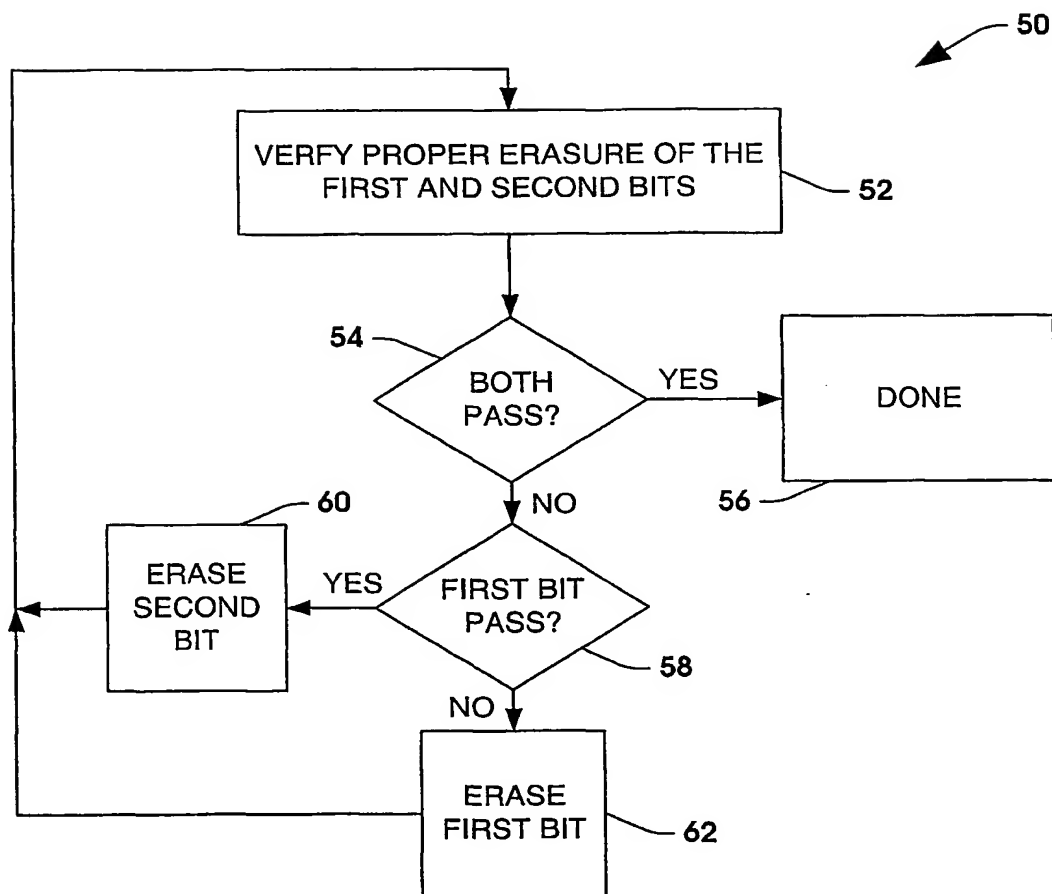 50
VERFY PROPER ERASURE OF THE
FIRST AND SECOND BITS
52
54
BOTH
PASS?
YES
DONE
56
NO
60
ERASE
SECOND
BIT
YES
FIRST BIT
PASS?
58
NO
ERASE
FIRST BIT
62